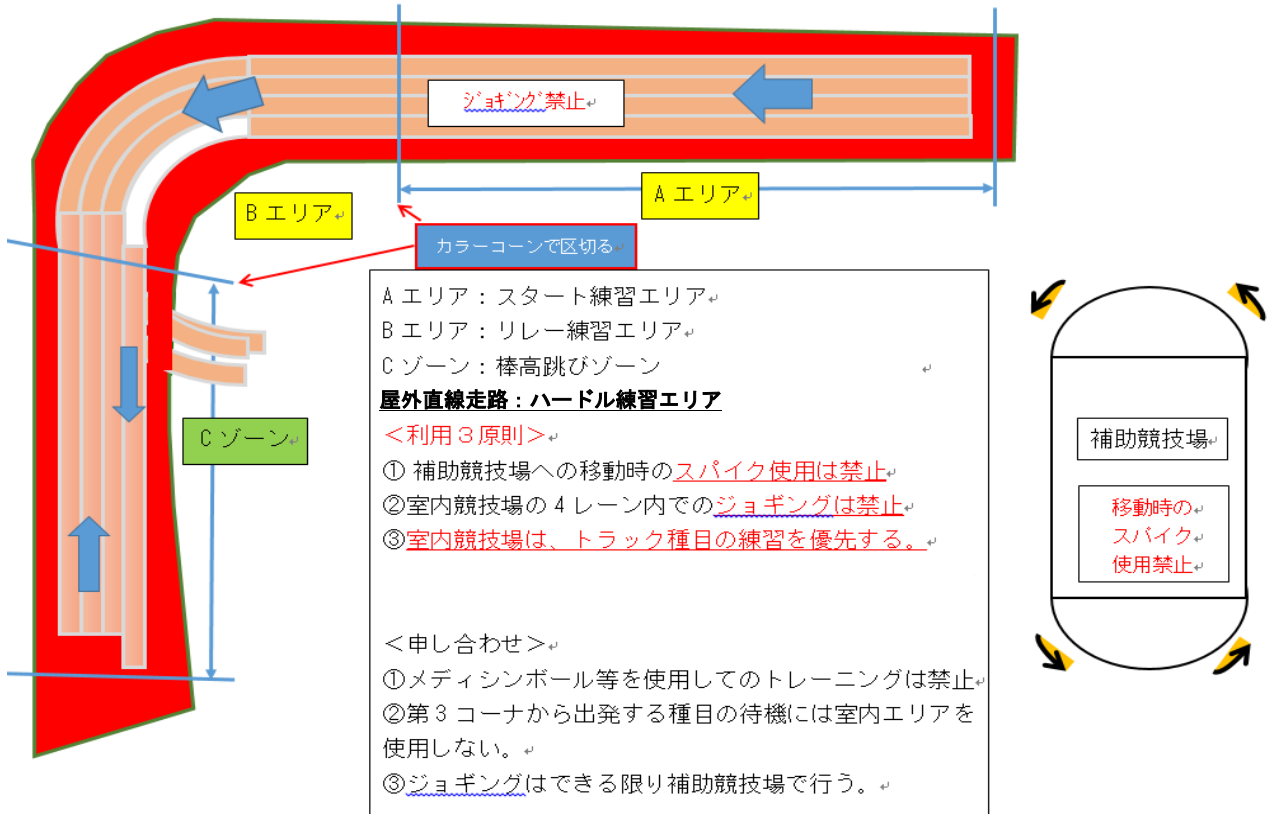 ｼﾞｮｷﾞﾝｸﾞ禁止
Aエリア
Bエリア
カラーコーンで区切る
Cゾーン
Aエリア：スタート練習エリア
Bエリア：リレー練習エリア
Cゾーン：棒高跳びゾーン
屋外直線走路：ハードル練習エリア
＜利用３原則＞
① 補助競技場への移動時のスパイク使用は禁止
②室内競技場の4レーン内でのジョギングは禁止
③室内競技場は、トラック種目の練習を優先する。
＜申し合わせ＞
①メディシンボール等を使用してのトレーニングは禁止
②第3コーナから出発する種目の待機には室内エリアを
使用しない。
③ジョギングはできる限り補助競技場で行う。
補助競技場
移動時の
スパイク
使用禁止